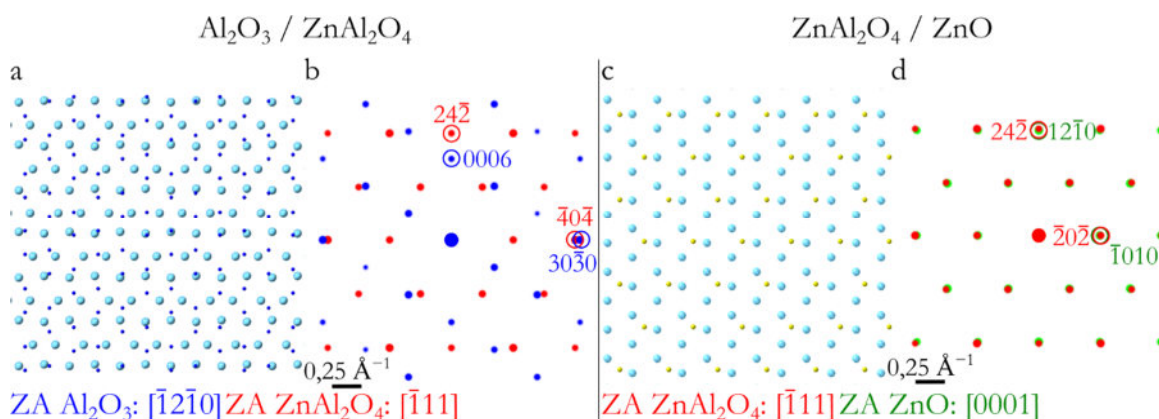 Al₂O₃ / ZnAl₂O₄
ZnAl₂O₄ / ZnO
a
b
c
d
242̄
0006
4̄04̄
303̄0
0,25 Å⁻¹
242̄
121̄0
2̄02̄
1̄010
0,25 Å⁻¹
ZA Al₂O₃: [1̄21̄0] ZA ZnAl₂O₄: [1̄11]
ZA ZnAl₂O₄: [1̄11] ZA ZnO: [0001]